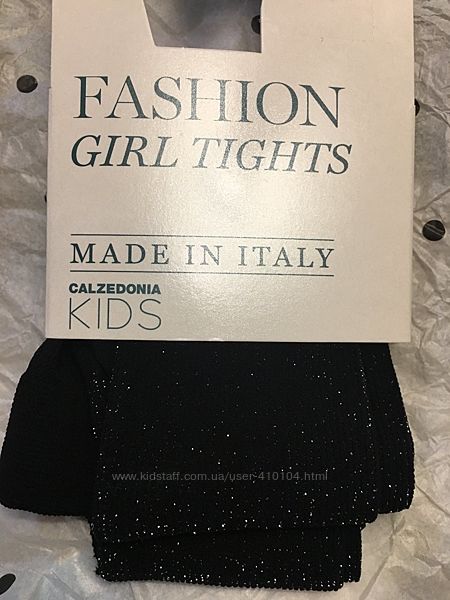 FASHION
GIRL TIGHTS
MADE IN ITALY
CALZEDONIA
KIDS
www.kidstaff.com.ua/user-410104.html